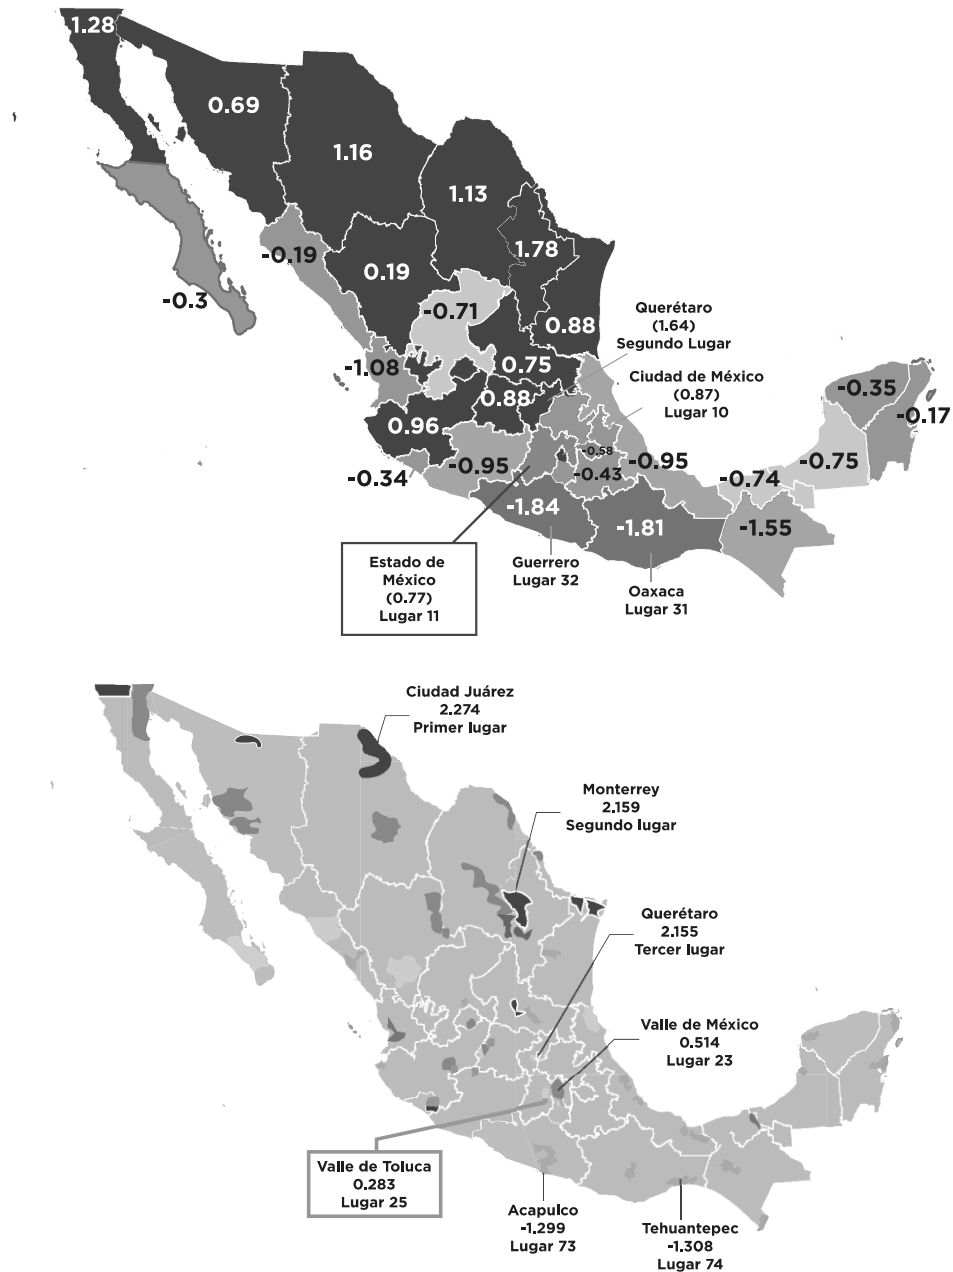 1.28
0.69
1.16
1.13
1.78
-0.19
0.19
-0.3
-0.71
0.88
Querétaro
(1.64)
Segundo Lugar
0.75
-1.08
Ciudad de México
(0.87)
Lugar 10
0.88
-0.35
-0.17
0.96
-0.58
-0.95
-0.43
-0.95
-0.34
-0.74
-0.75
-1.84
-1.81
-1.55
Estado de
México
(0.77)
Lugar 11
Guerrero
Lugar 32
Oaxaca
Lugar 31
Ciudad Juárez
2.274
Primer lugar
Monterrey
2.159
Segundo lugar
Querétaro
2.155
Tercer lugar
Valle de México
0.514
Lugar 23
Valle de Toluca
0.283
Lugar 25
Acapulco
-1.299
Lugar 73
Tehuantepec
-1.308
Lugar 74